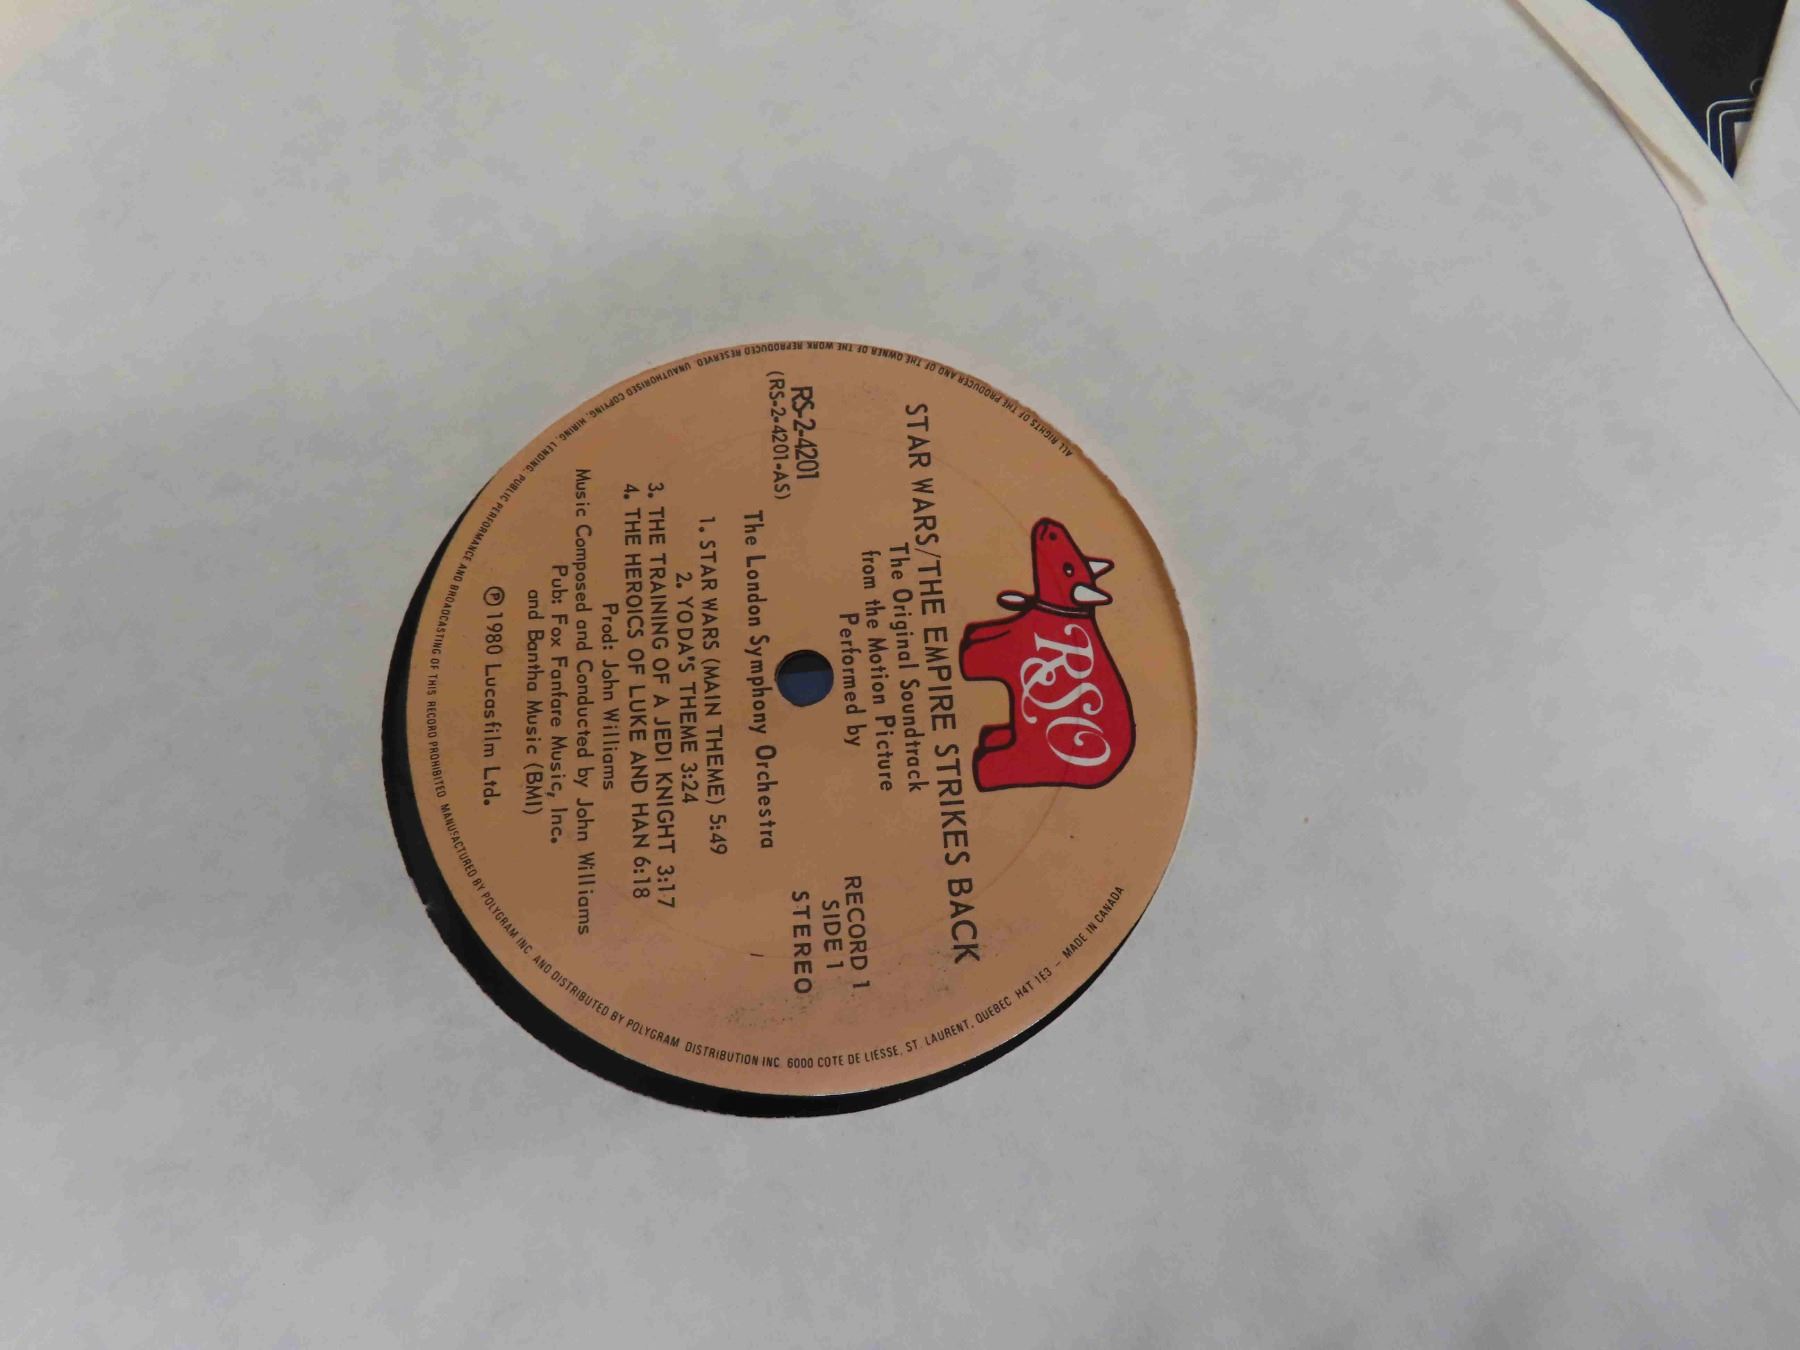 RSO
STAR WARS/THE EMPIRE STRIKES BACK
The Original Soundtrack
from the Motion Picture
Performed by
RECORD 1
SIDE 1
STEREO
RS-2-4201
(RS-2-4201-AS)
The London Symphony Orchestra
1. STAR WARS (MAIN THEME) 5:49
2. YODA'S THEME 3:24
3. THE TRAINING OF A JEDI KNIGHT 3:17
4. THE HEROICS OF LUKE AND HAN 6:18
Prod: John Williams
Music Composed and Conducted by John Williams
Pub: Fox Fanfare Music, Inc.
and Bantha Music (BMI)
Ⓟ 1980 Lucasfilm Ltd.
ALL RIGHTS OF THE PRODUCER AND OF THE OWNER OF THE WORK REPRODUCED RESERVED. UNAUTHORISED COPYING, HIRING, LENDING, PUBLIC PERFORMANCE AND BROADCASTING OF THIS RECORD PROHIBITED. MANUFACTURED BY POLYGRAM INC. AND DISTRIBUTED BY POLYGRAM DISTRIBUTION INC. 6000 COTE DE LIESSE, ST. LAURENT, QUEBEC H4T 1E3 - MADE IN CANADA